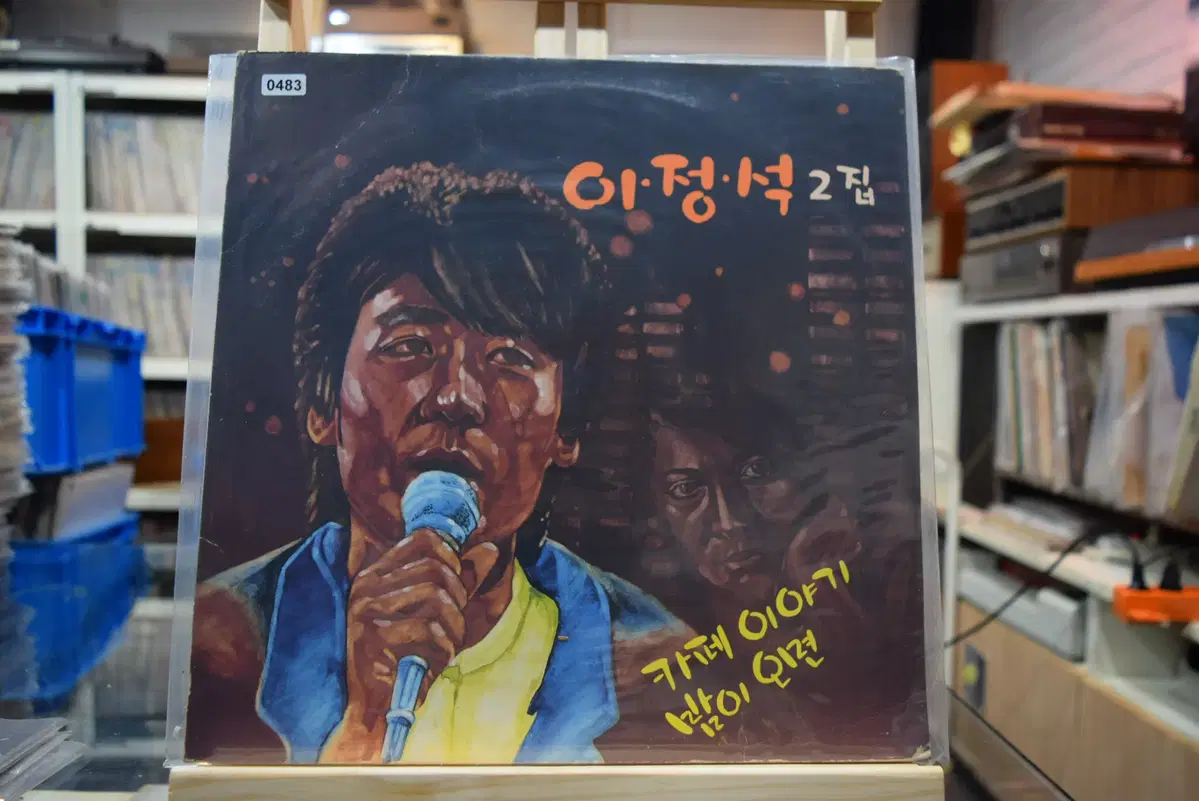 0483
이·정·석 2집
카페 이야기
밤이 오면